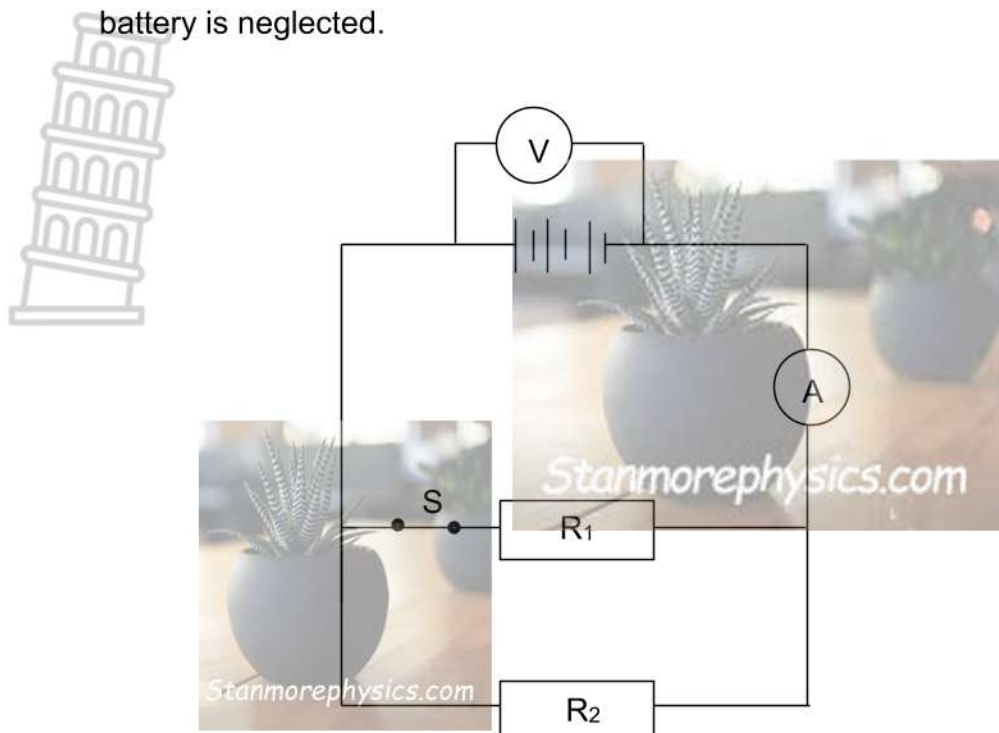 battery is neglected.
V
A
Stanmorephysics.com
S
R₁
Stanmorephysics.com
R₂